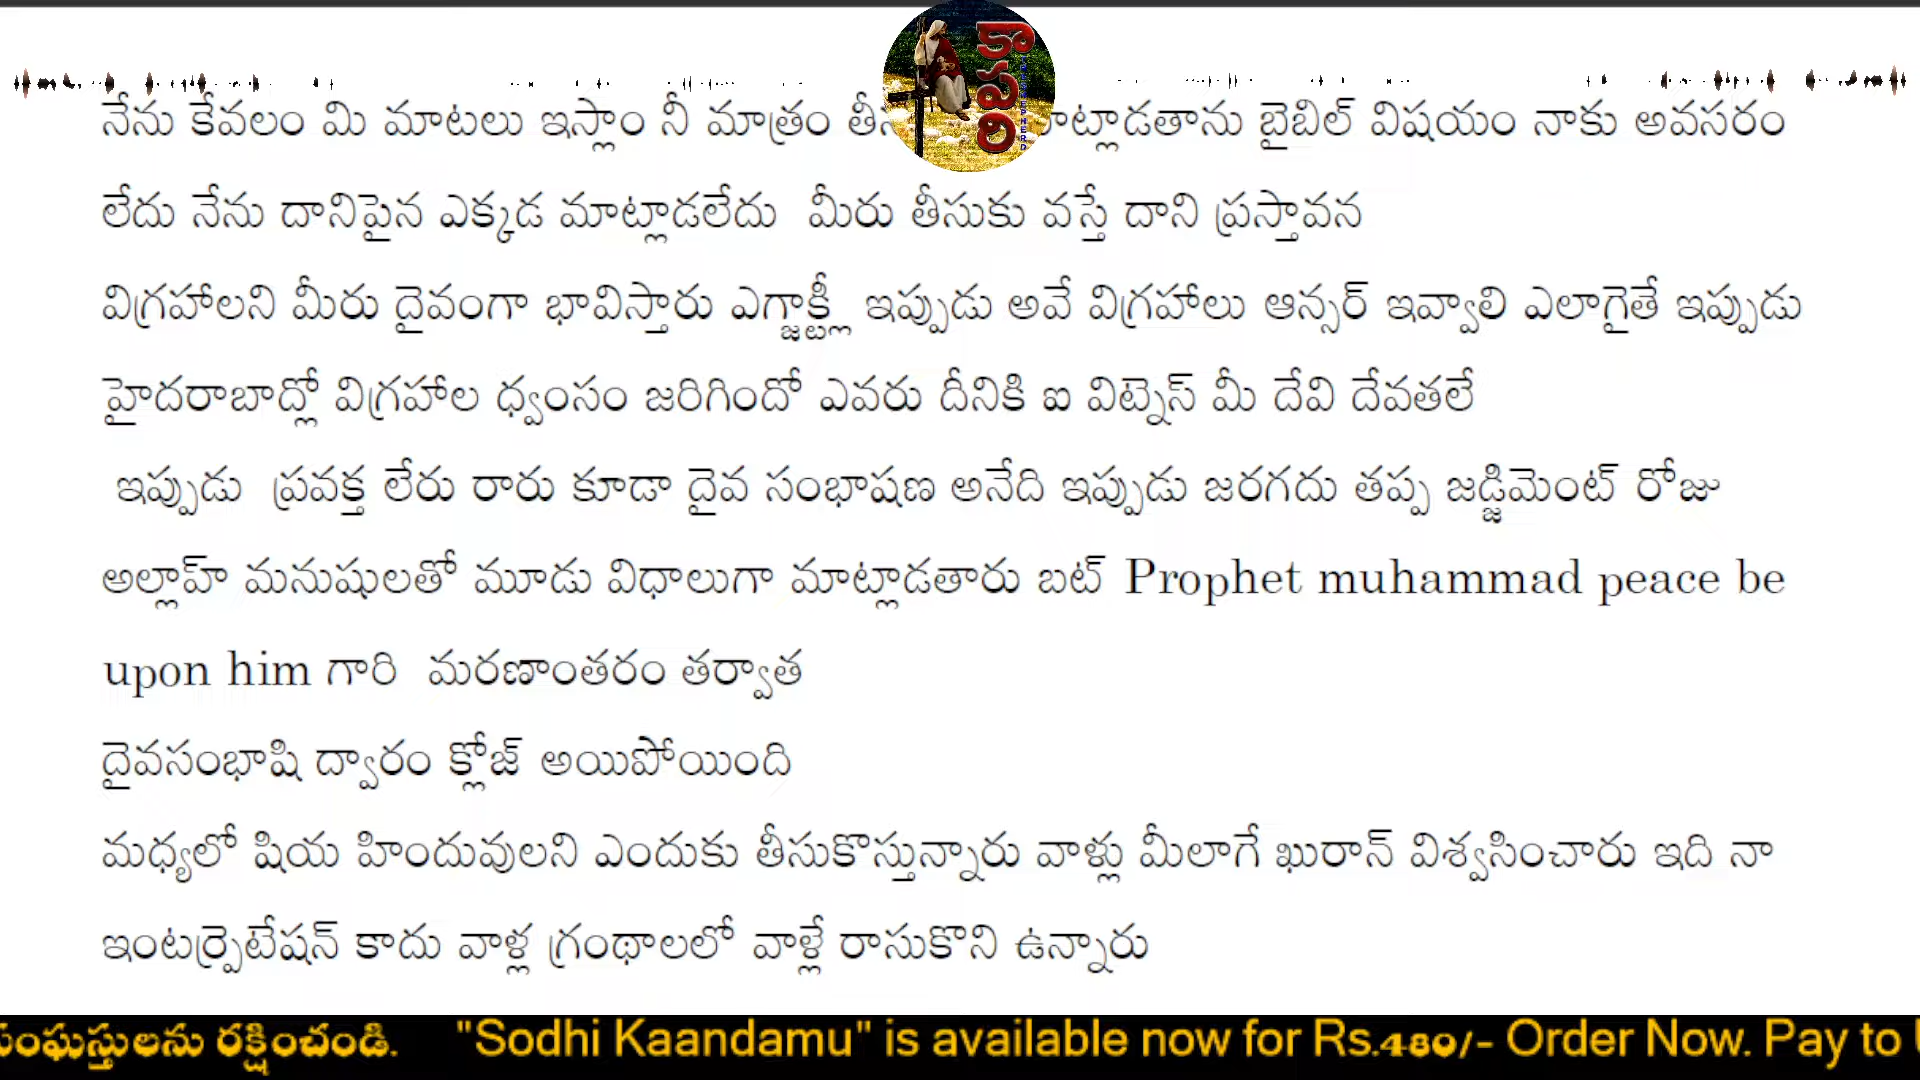 కాపరి
నేను కేవలం మి మాటలు ఇస్లాం నీ మాత్రం బైబిల్ విషయం నాకు అవసరం
లేదు నేను దానిపైన ఎక్కడ మాట్లాడలేదు మీరు తీసుకు వస్తే దాని ప్రస్తావన
విగ్రహాలని మీరు దైవంగా భావిస్తారు ఎగ్జాక్ట్లీ ఇప్పుడు అవే విగ్రహాలు ఆన్సర్ ఇవ్వాలి ఎలాగైతే ఇప్పుడు
హైదరాబాద్లో విగ్రహాల ధ్వంసం జరిగిందో ఎవరు దీనికి ఐ విట్నెస్ మీ దేవి దేవతలే
ఇప్పుడు ప్రవక్త లేరు రారు కూడా దైవ సంభాషణ అనేది ఇప్పుడు జరగదు తప్ప జడ్జిమెంట్ రోజు
అల్లాహ్ మనుషులతో మూడు విధాలుగా మాట్లాడతారు బట్ Prophet muhammad peace be
upon him గారి మరణాంతరం తర్వాత
దైవసంభాషి ద్వారం క్లోజ్ అయిపోయింది
మధ్యలో షియ హిందువులని ఎందుకు తీసుకొస్తున్నారు వాళ్లు మీలాగే ఖురాన్ విశ్వసించారు ఇది నా
ఇంటర్ప్రెటేషన్ కాదు వాళ్ల గ్రంథాలలో వాళ్లే రాసుకొని ఉన్నారు
రక్షించండి. "Sodhi Kaandamu" is available now for Rs.480/- Order Now. Pay to